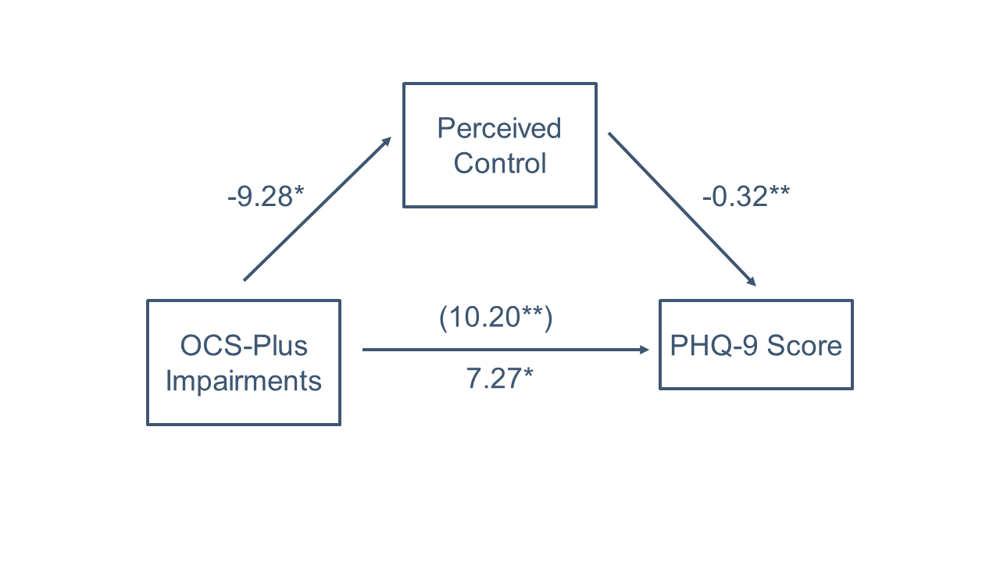 Perceived
Control
-9.28*
-0.32**
(10.20**)
OCS-Plus
Impairments
PHQ-9 Score
7.27*